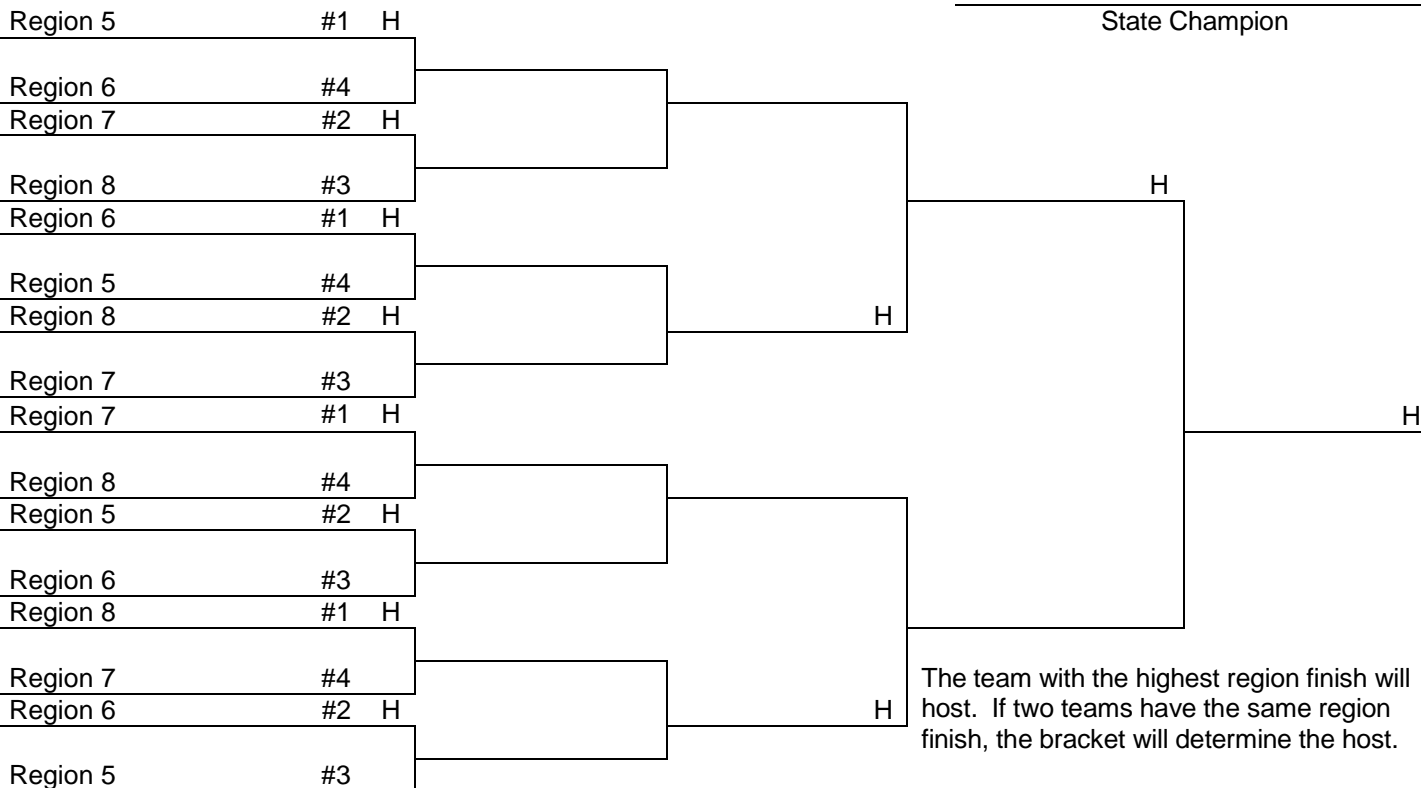 Region 5 #1 H
State Champion
Region 6 #4
Region 7 #2 H
Region 8 #3
H
Region 6 #1 H
Region 5 #4
Region 8 #2 H
H
Region 7 #3
Region 7 #1 H
H
Region 8 #4
Region 5 #2 H
Region 6 #3
Region 8 #1 H
Region 7 #4
Region 6 #2 H
H
Region 5 #3
The team with the highest region finish will
host. If two teams have the same region
finish, the bracket will determine the host.